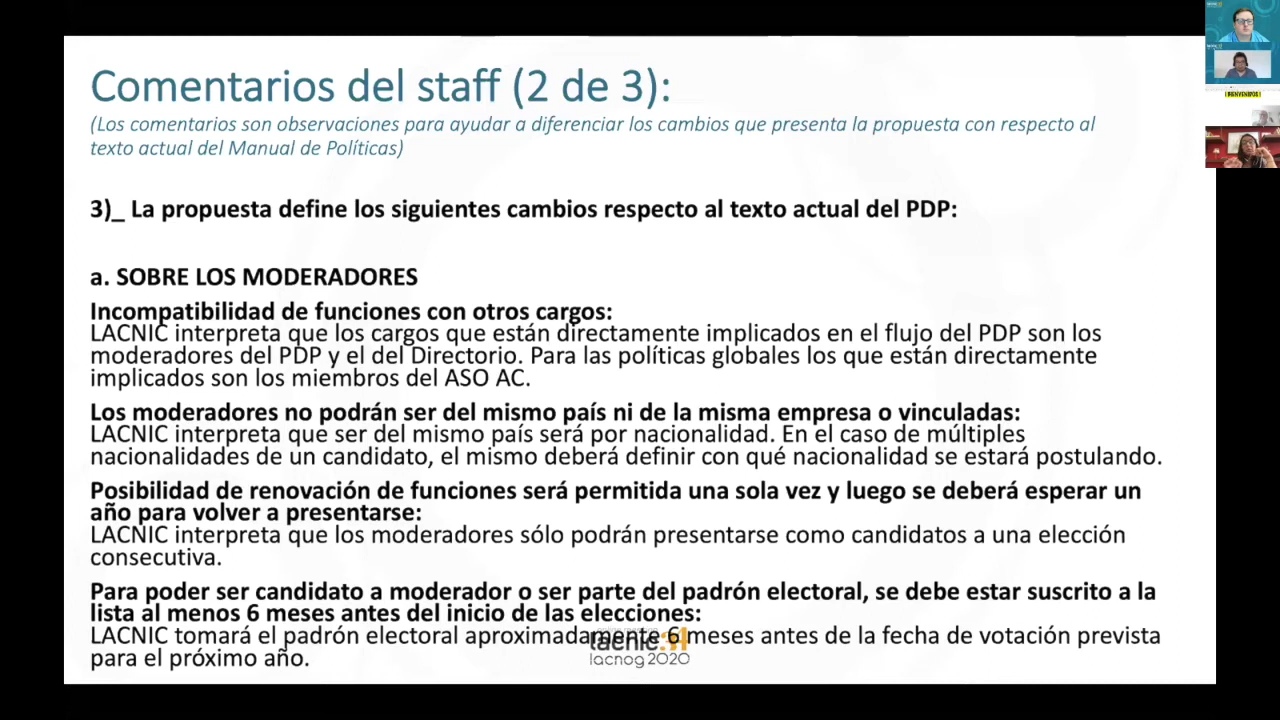 Comentarios del staff (2 de 3):
(Los comentarios son observaciones para ayudar a diferenciar los cambios que presenta la propuesta con respecto al
texto actual del Manual de Políticas)
3)_ La propuesta define los siguientes cambios respecto al texto actual del PDP:
a. SOBRE LOS MODERADORES
Incompatibilidad de funciones con otros cargos:
LACNIC interpreta que los cargos que están directamente implicados en el flujo del PDP son los
moderadores del PDP y el del Directorio. Para las políticas globales los que están directamente
implicados son los miembros del ASO AC.
Los moderadores no podrán ser del mismo país ni de la misma empresa o vinculadas:
LACNIC interpreta que ser del mismo país será por nacionalidad. En el caso de múltiples
nacionalidades de un candidato, el mismo deberá definir con qué nacionalidad se estará postulando.
Posibilidad de renovación de funciones será permitida una sola vez y luego se deberá esperar un
año para volver a presentarse:
LACNIC interpreta que los moderadores sólo podrán presentarse como candidatos a una elección
consecutiva.
Para poder ser candidato a moderador o ser parte del padrón electoral, se debe estar suscrito a la
lista al menos 6 meses antes del inicio de las elecciones:
LACNIC tomará el padrón electoral aproximadamente 6 meses antes de la fecha de votación prevista
para el próximo año.
lacnic 34
lacnog 2020
¡BIENVENIDOS!